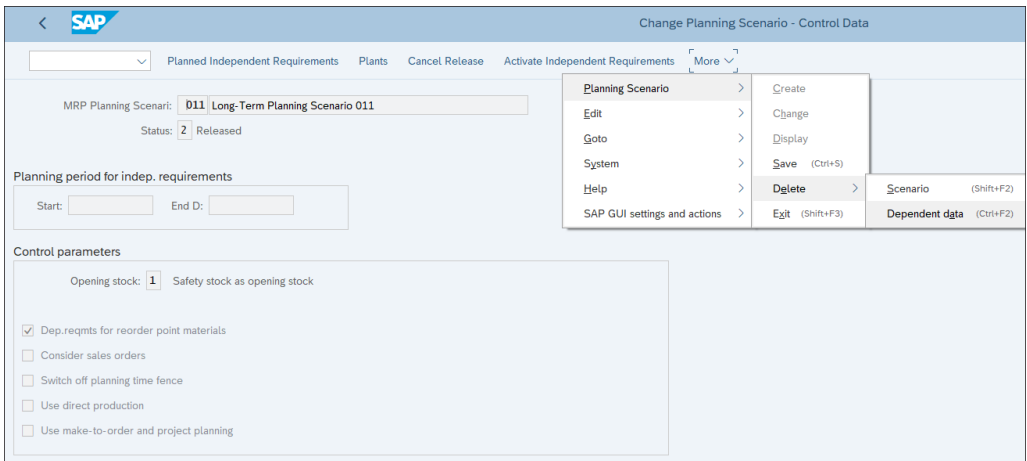 SAP Change Planning Scenario - Control Data
Planned Independent Requirements Plants Cancel Release Activate Independent Requirements More
MRP Planning Scenari: 011 Long-Term Planning Scenario 011
Status: 2 Released
Planning Scenario
Edit
Goto
System
Help
SAP GUI settings and actions
Create
Change
Display
Save (Ctrl+S)
Delete
Exit (Shift+F3)
Scenario (Shift+F2)
Dependent data (Ctrl+F2)
Planning period for indep. requirements
Start: End D:
Control parameters
Opening stock: 1 Safety stock as opening stock
Dep.reqmts for reorder point materials
Consider sales orders
Switch off planning time fence
Use direct production
Use make-to-order and project planning